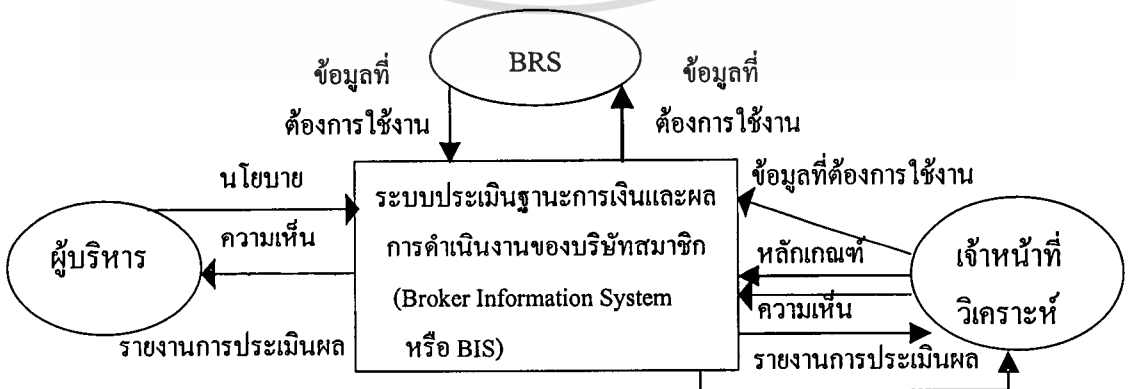 BRS
ข้อมูลที่
ต้องการใช้งาน
ข้อมูลที่
ต้องการใช้งาน
นโยบาย
ความเห็น
ผู้บริหาร
รายงานการประเมินผล
ระบบประเมินฐานะการเงินและผล
การดำเนินงานของบริษัทสมาชิก
(Broker Information System
หรือ BIS)
ข้อมูลที่ต้องการใช้งาน
หลักเกณฑ์
ความเห็น
รายงานการประเมินผล
เจ้าหน้าที่
วิเคราะห์